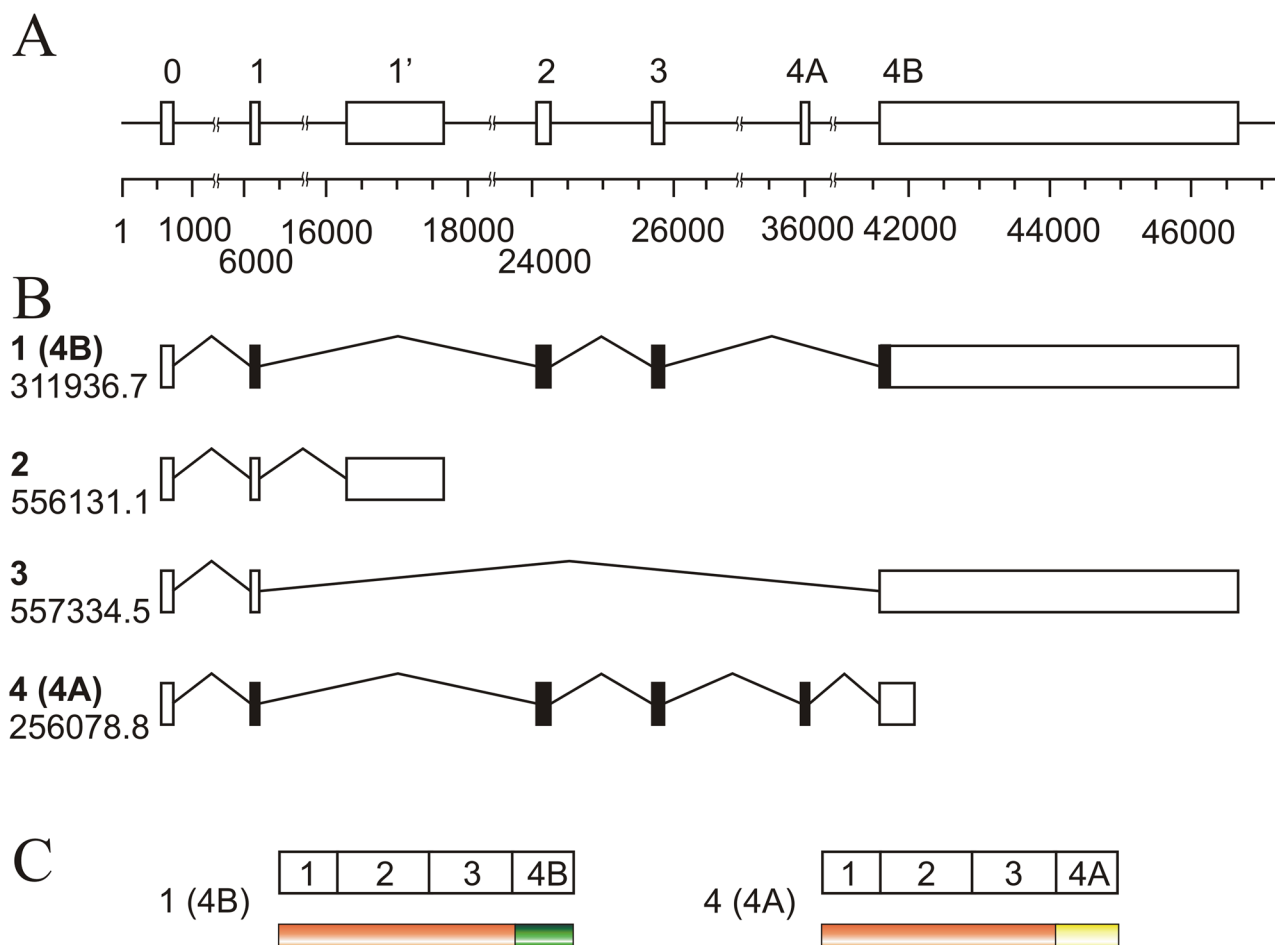 A
0 1 1’ 2 3 4A 4B
1 1000 6000 16000 18000 24000 26000 36000 42000 44000 46000
B
1 (4B)
311936.7
2
556131.1
3
557334.5
4 (4A)
256078.8
C
1 2 3 4B
1 (4B)
1 2 3 4A
4 (4A)